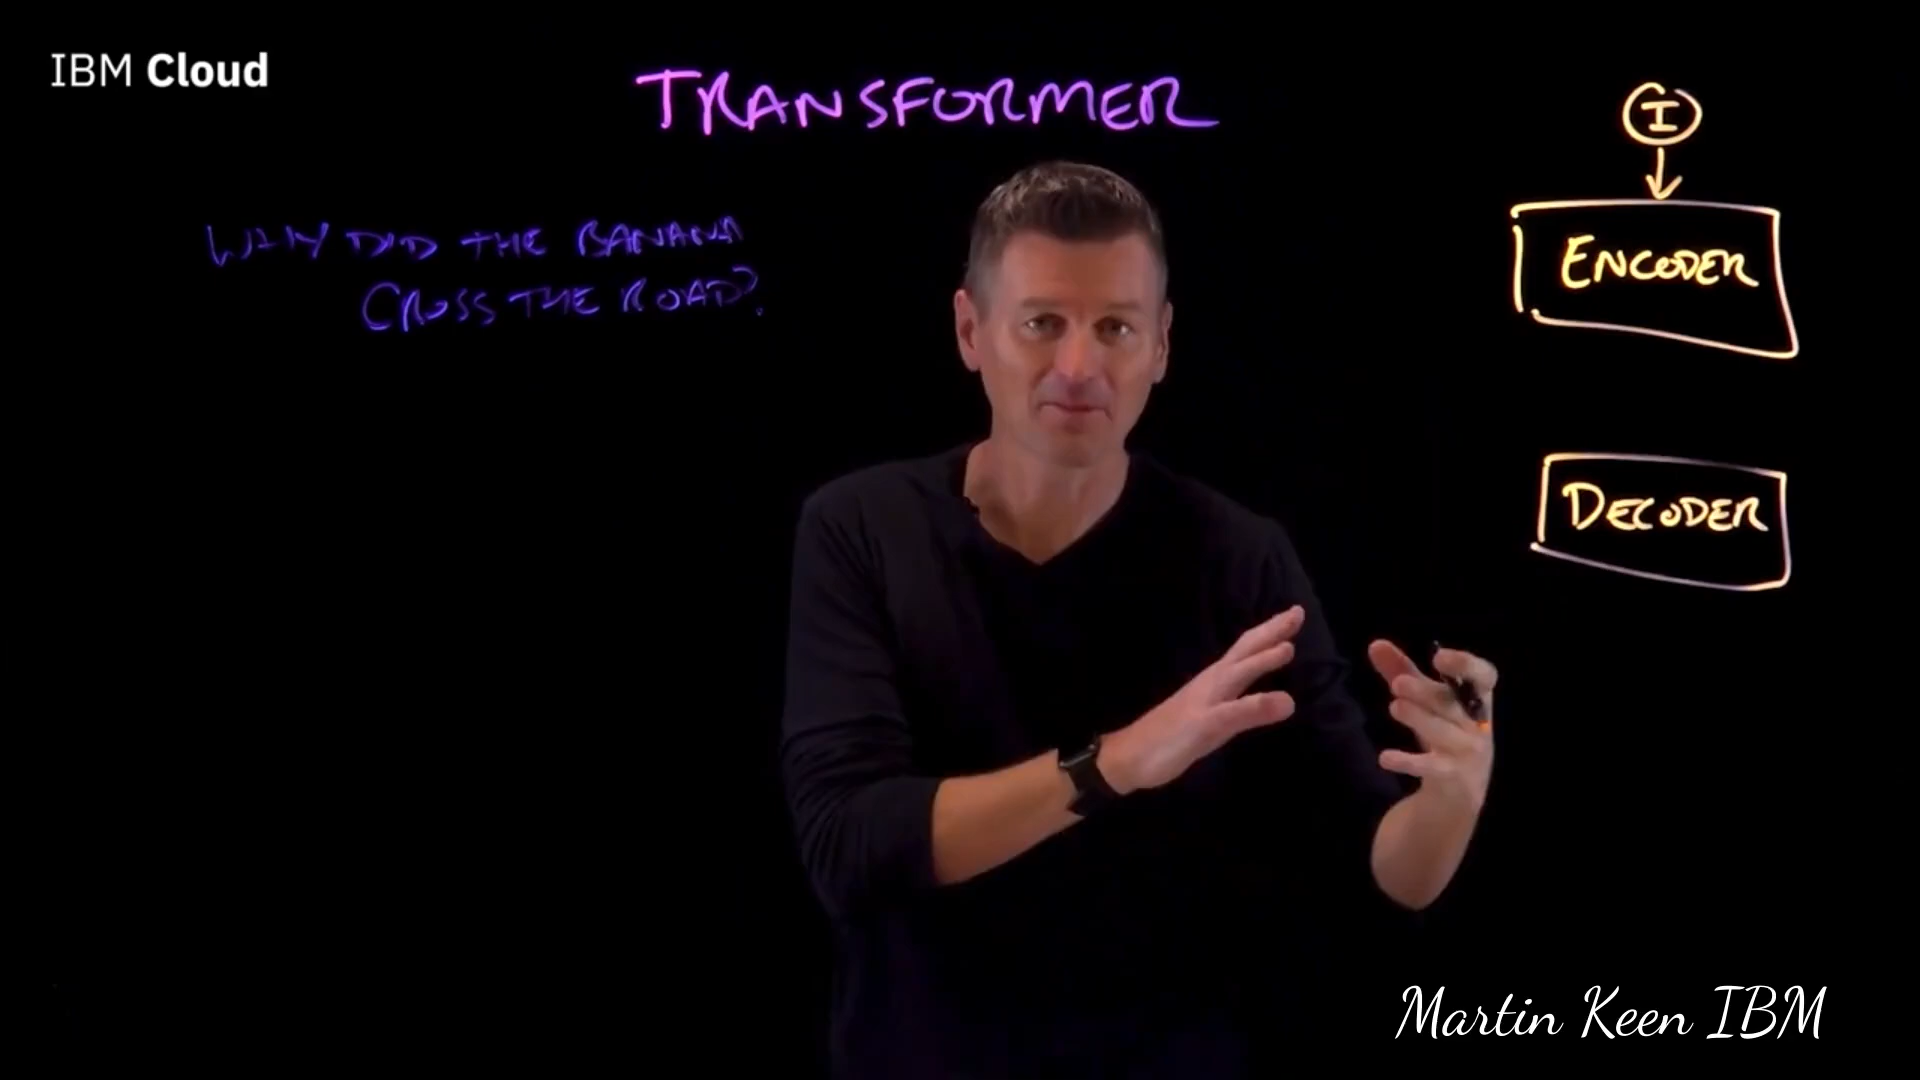 IBM Cloud
TRANSFORMER
I
WHY DID THE BANANA
CROSS THE ROAD?
ENCODER
DECODER
Martin Keen IBM